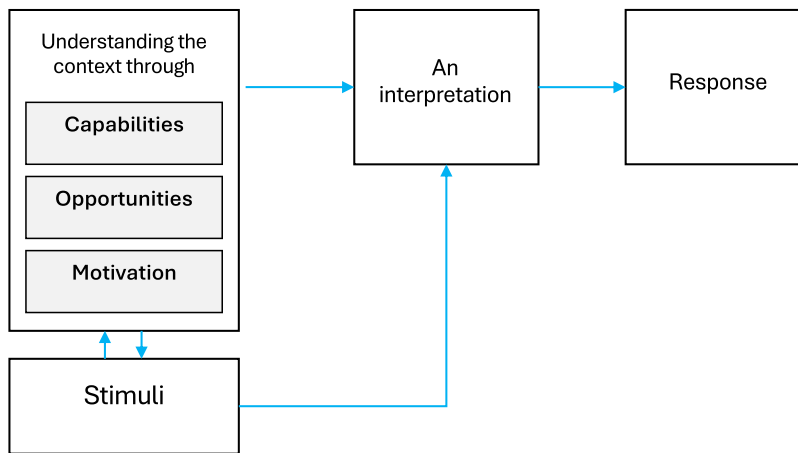 Understanding the
context through
Capabilities
Opportunities
Motivation
Stimuli
An
interpretation
Response